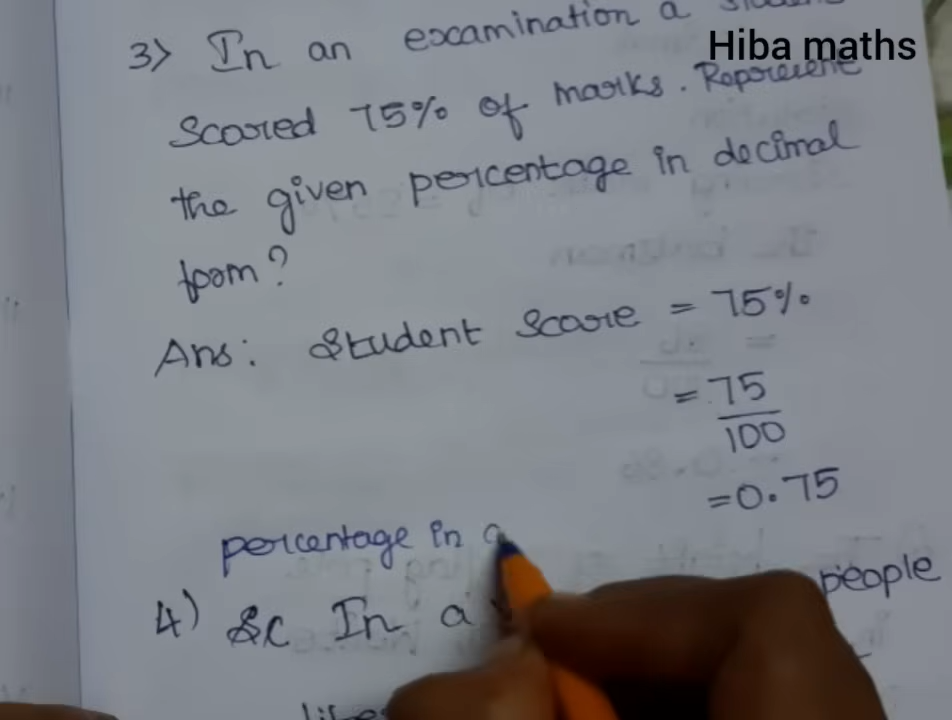 3) In an examination a student
Hiba maths
Scored 75% of marks. Represent
the given percentage in decimal
form?
Ans: Student Score = 75%
= 75
100
= 0.75
percentage in
4) In a people